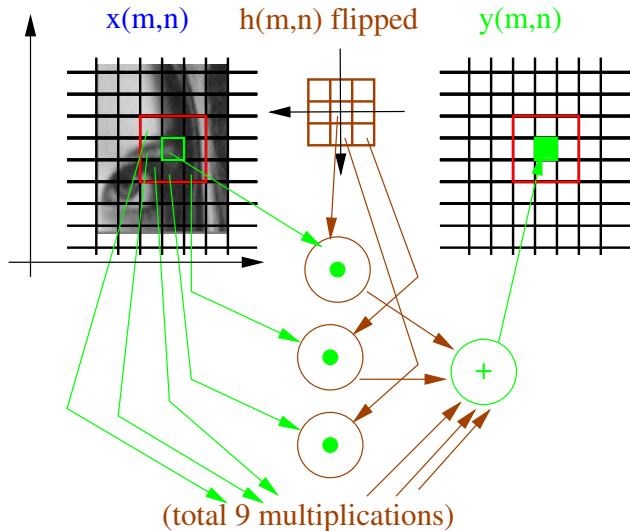 x(m,n) h(m,n) flipped y(m,n)
+
(total 9 multiplications)